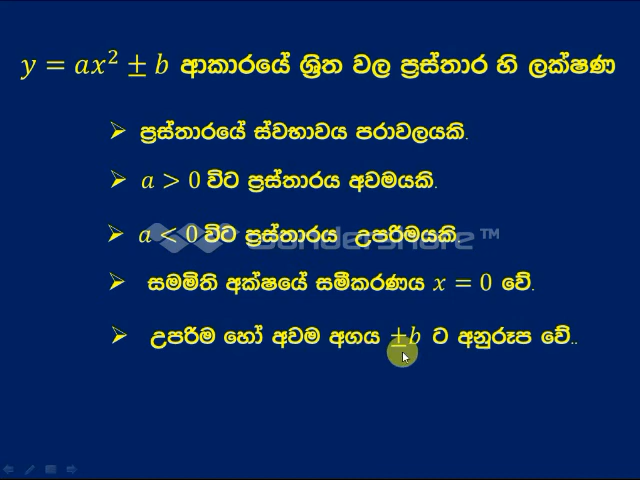 y = ax² ± b ආකාරයේ ශ්‍රිත වල ප්‍රස්තාර හි ලක්ෂණ
➢ ප්‍රස්තාරයේ ස්වභාවය පරාවලයකි.
➢ a > 0 විට ප්‍රස්තාරය අවමයකි.
➢ a < 0 විට ප්‍රස්තාරය උපරිමයකි.
Wondershare™
➢ සමමිති අක්ෂයේ සමීකරණය x = 0 වේ.
➢ උපරිම හෝ අවම අගය ±b ට අනුරූප වේ..